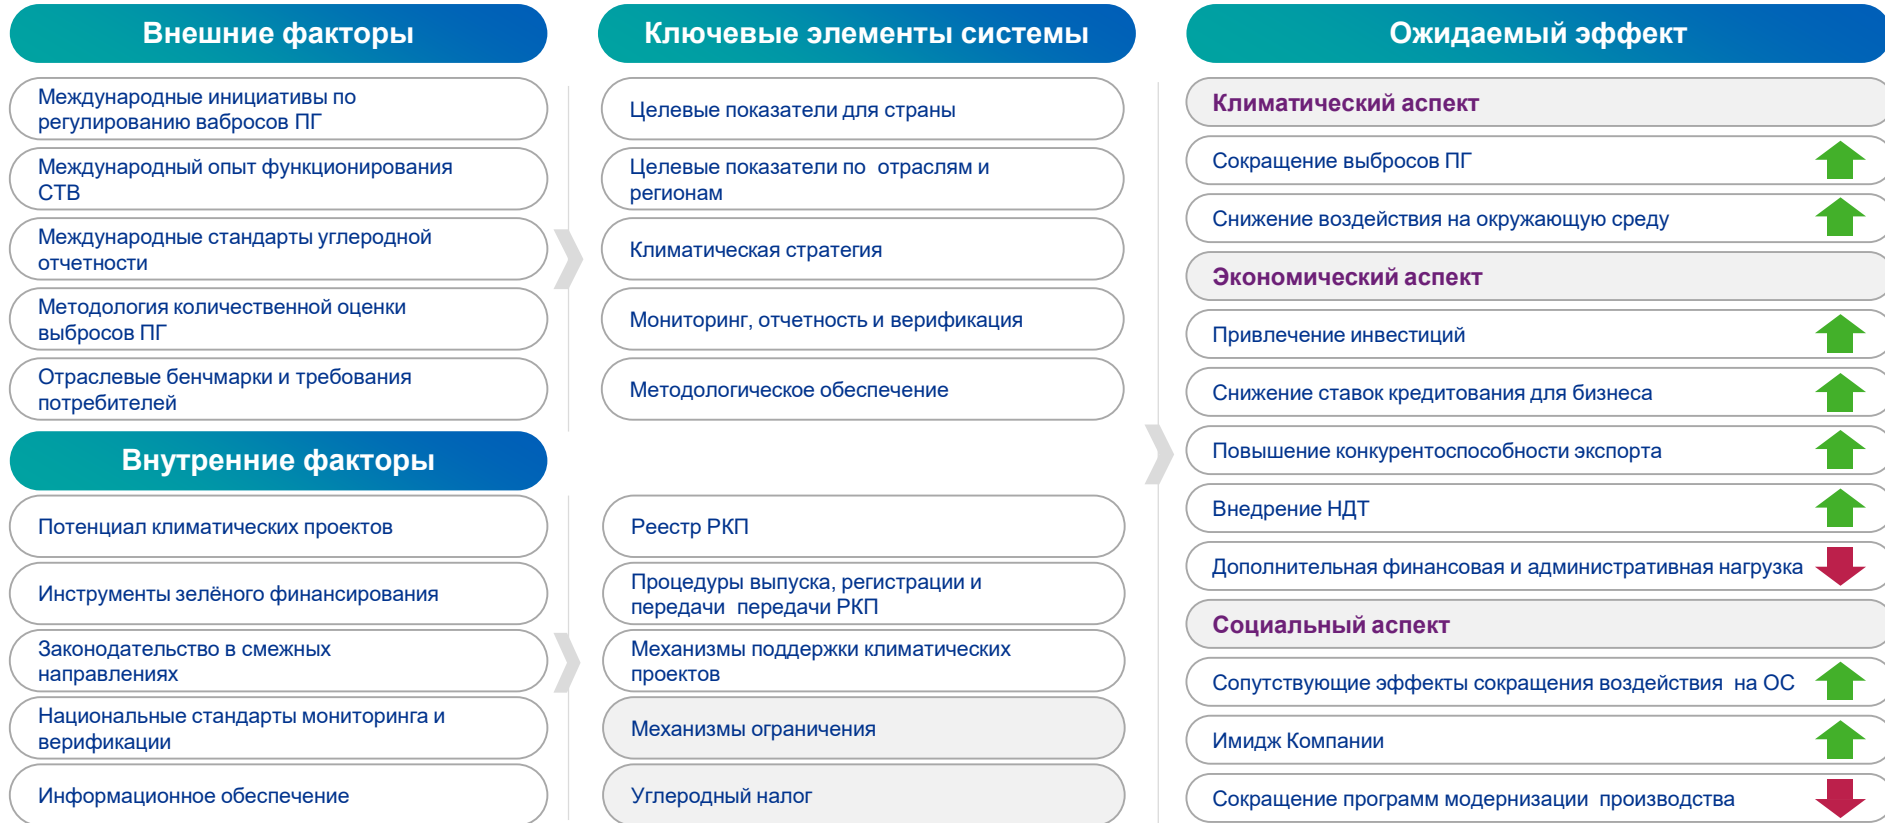 Внешние факторы
Международные инициативы по
регулированию вабросов ПГ
Международный опыт функционирования
СТВ
Международные стандарты углеродной
отчетности
Методология количественной оценки
выбросов ПГ
Отраслевые бенчмарки и требования
потребителей
Внутренние факторы
Потенциал климатических проектов
Инструменты зелёного финансирования
Законодательство в смежных
направлениях
Национальные стандарты мониторинга и
верификации
Информационное обеспечение
Ключевые элементы системы
Целевые показатели для страны
Целевые показатели по отраслям и
регионам
Климатическая стратегия
Мониторинг, отчетность и верификация
Методологическое обеспечение
Реестр РКП
Процедуры выпуска, регистрации и
передачи передачи РКП
Механизмы поддержки климатических
проектов
Механизмы ограничения
Углеродный налог
Ожидаемый эффект
Климатический аспект
Сокращение выбросов ПГ
Снижение воздействия на окружающую среду
Экономический аспект
Привлечение инвестиций
Снижение ставок кредитования для бизнеса
Повышение конкурентоспособности экспорта
Внедрение НДТ
Дополнительная финансовая и административная нагрузка
Социальный аспект
Сопутствующие эффекты сокращения воздействия на ОС
Имидж Компании
Сокращение программ модернизации производства